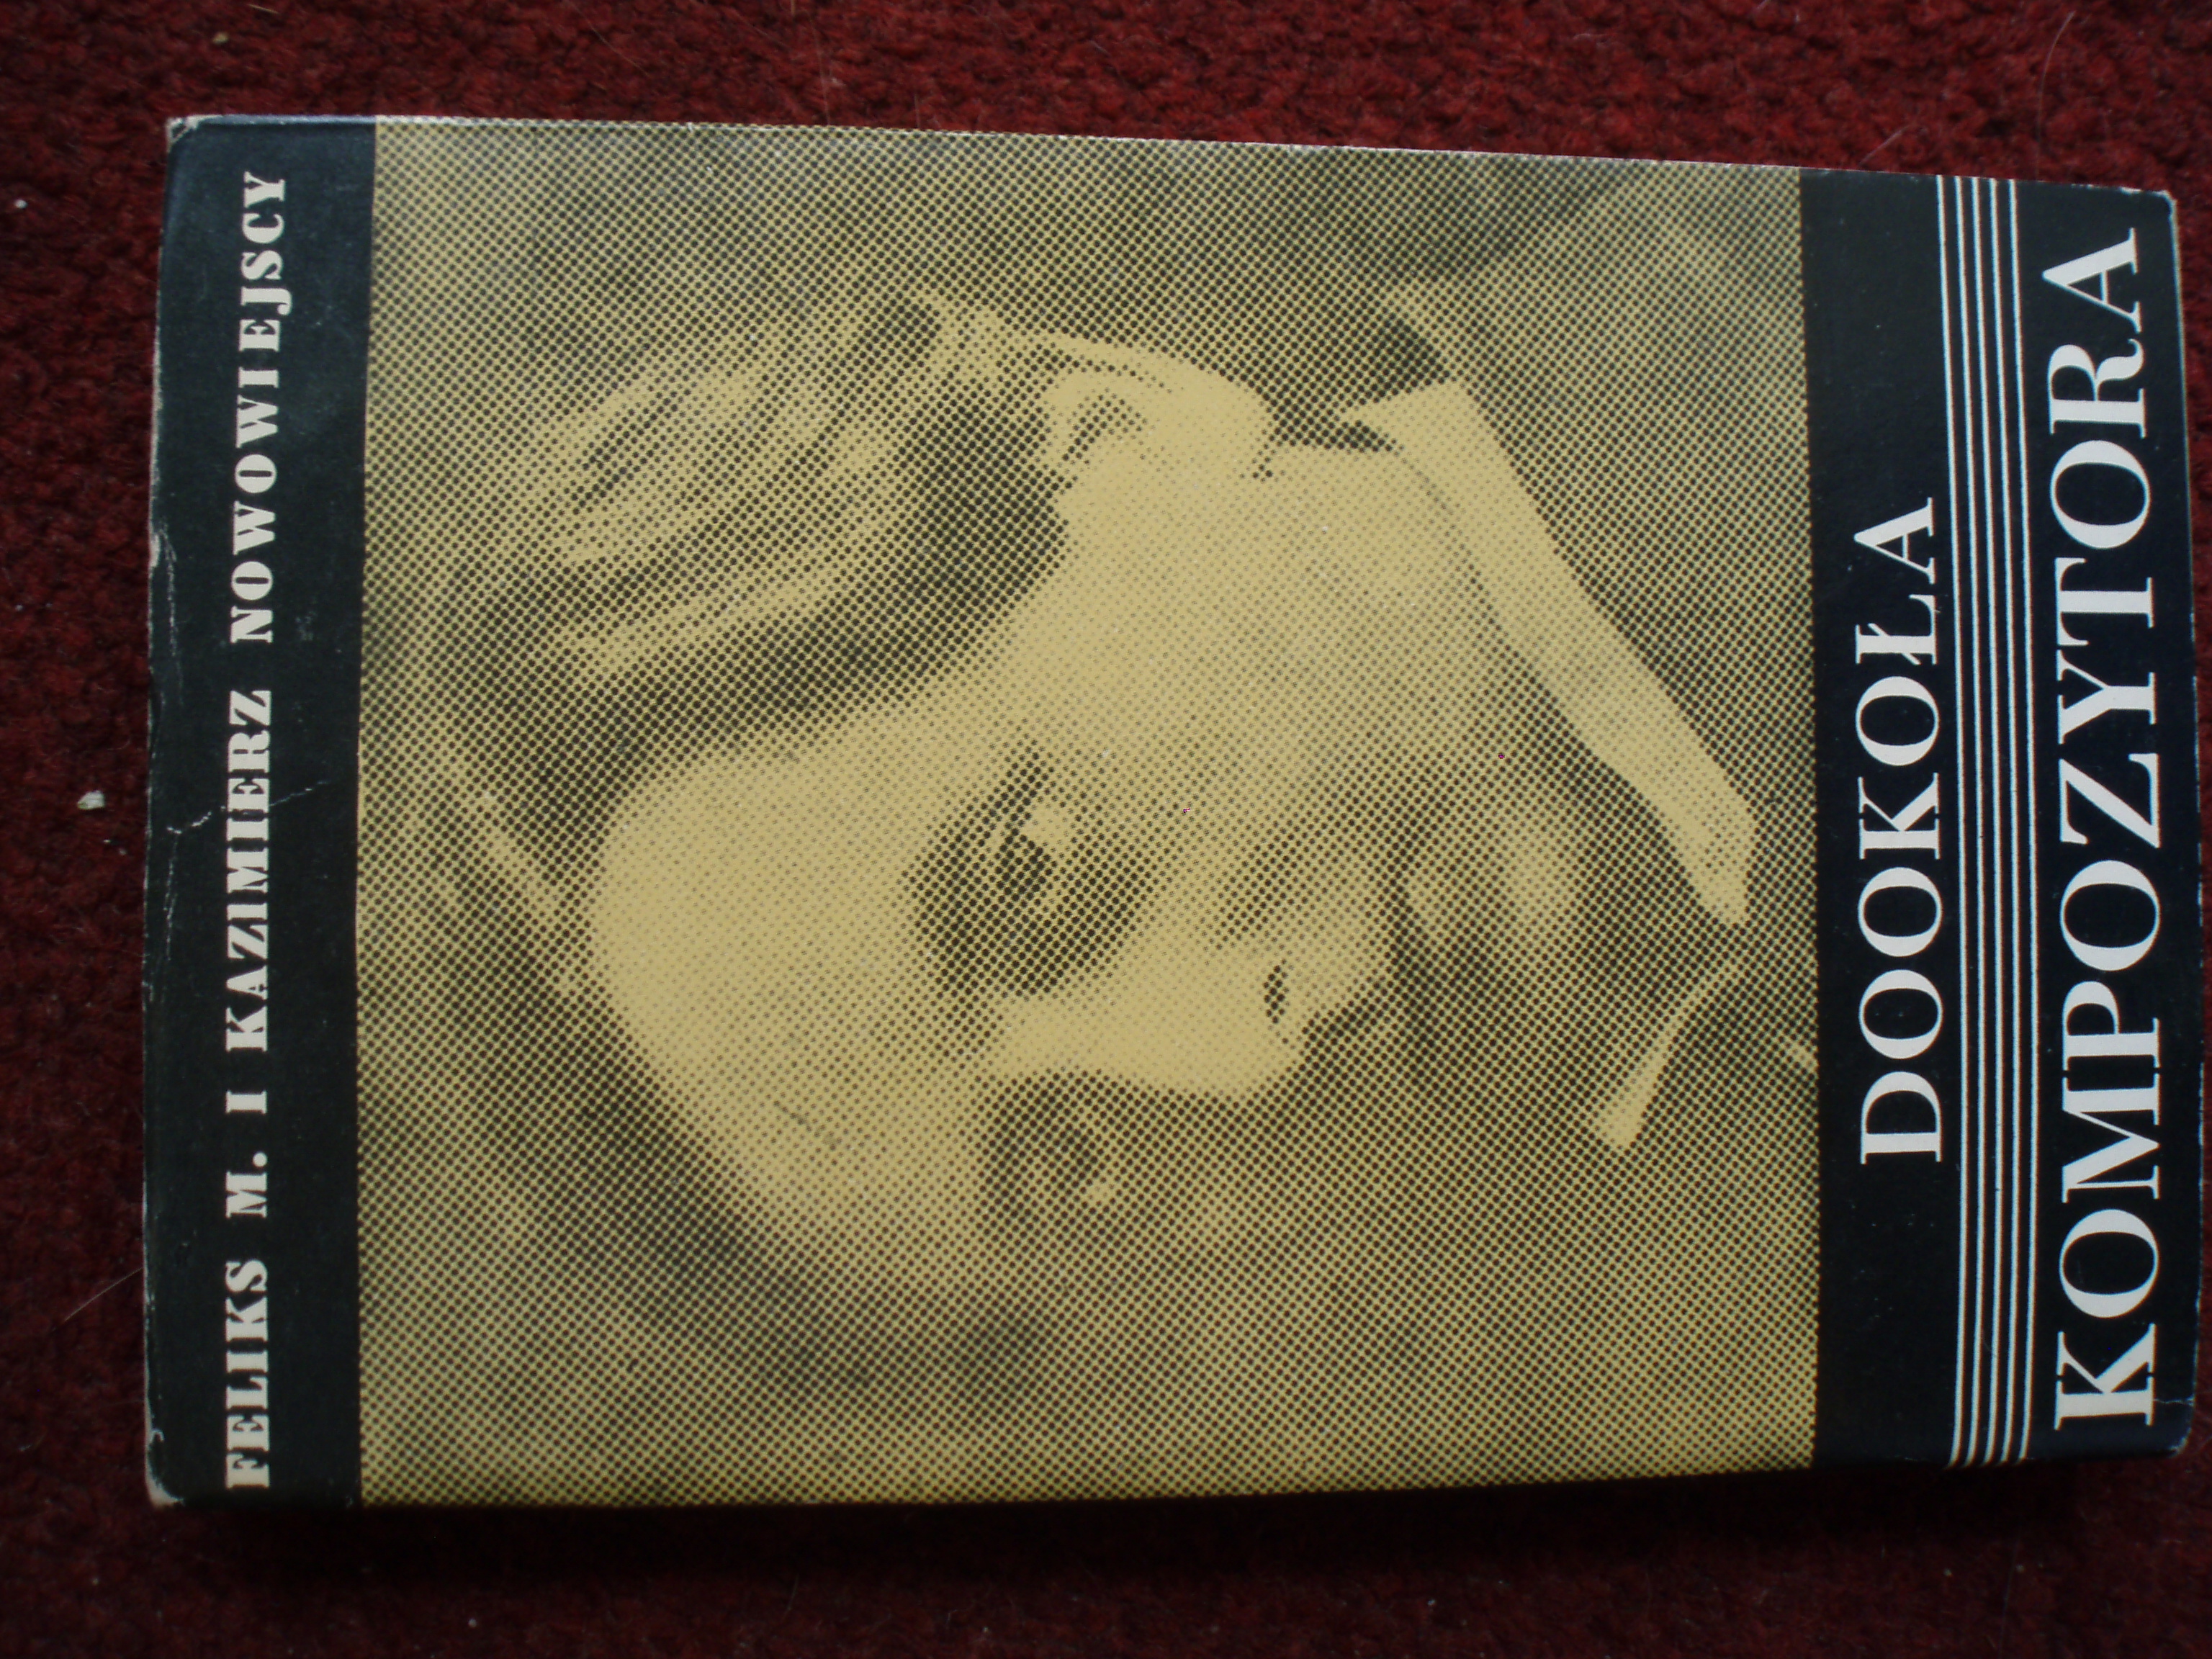 FELIKS M. I KAZIMIERZ NOWOWIEJSCY
DOOKOŁA
KOMPOZYTORA